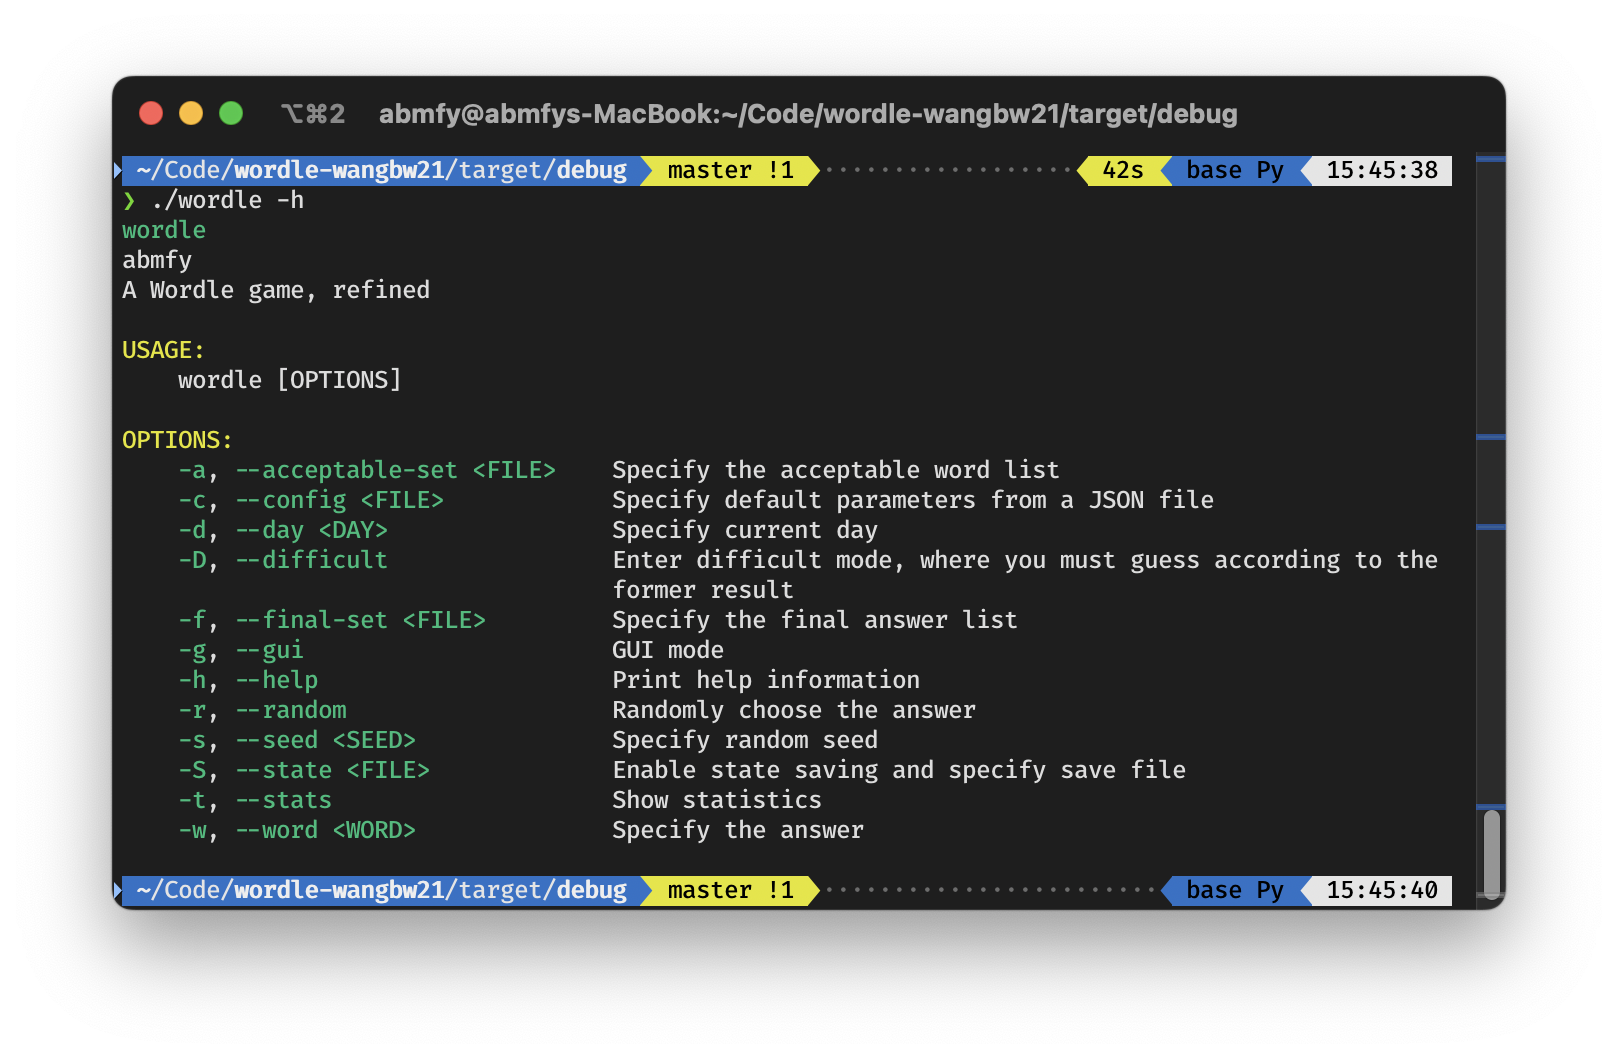 ⌥⌘2 abmfy@abmfys-MacBook:~/Code/wordle-wangbw21/target/debug
~/Code/wordle-wangbw21/target/debug master !1 42s base Py 15:45:38
❯ ./wordle -h
wordle
abmfy
A Wordle game, refined
USAGE:
wordle [OPTIONS]
OPTIONS:
-a, --acceptable-set <FILE> Specify the acceptable word list
-c, --config <FILE> Specify default parameters from a JSON file
-d, --day <DAY> Specify current day
-D, --difficult Enter difficult mode, where you must guess according to the
former result
-f, --final-set <FILE> Specify the final answer list
-g, --gui GUI mode
-h, --help Print help information
-r, --random Randomly choose the answer
-s, --seed <SEED> Specify random seed
-S, --state <FILE> Enable state saving and specify save file
-t, --stats Show statistics
-w, --word <WORD> Specify the answer
~/Code/wordle-wangbw21/target/debug master !1 base Py 15:45:40